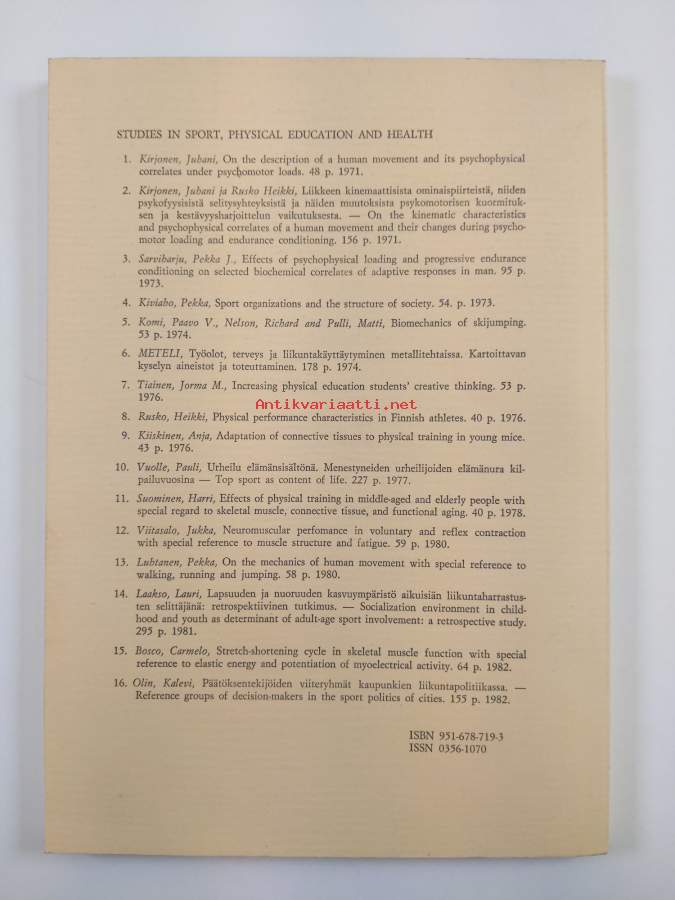 STUDIES IN SPORT, PHYSICAL EDUCATION AND HEALTH
1. Kirjonen, Juhani, On the description of a human movement and its psychophysical
correlates under psychomotor loads. 48 p. 1971.
2. Kirjonen, Juhani ja Rusko Heikki, Liikkeen kinemaattisista ominaispiirteistä, niiden
psykofyysisistä selitysyhteyksistä ja näiden muutoksista psykomotorisen kuormituk-
sen ja kestävyysharjoittelun vaikutuksesta. — On the kinematic characteristics
and psychophysical correlates of a human movement and their changes during psycho-
motor loading and endurance conditioning. 156 p. 1971.
3. Sarviharju, Pekka J., Effects of psychophysical loading and progressive endurance
conditioning on selected biochemical correlates of adaptive responses in man. 95 p.
1973.
4. Kiviaho, Pekka, Sport organizations and the structure of society. 54. p. 1973.
5. Komi, Paavo V., Nelson, Richard and Pulli, Matti, Biomechanics of skijumping.
53 p. 1974.
6. METELI, Työolot, terveys ja liikuntakäyttäytyminen metallitehtaissa. Kartoittavan
kyselyn aineistot ja toteuttaminen. 178 p. 1974.
7. Tiainen, Jorma M., Increasing physical education students' creative thinking. 53 p.
1976.
Antikvariaatti.net
8. Rusko, Heikki, Physical performance characteristics in Finnish athletes. 40 p. 1976.
9. Kiiskinen, Anja, Adaptation of connective tissues to physical training in young mice.
43 p. 1976.
10. Vuolle, Pauli, Urheilu elämänsisältönä. Menestyneiden urheilijoiden elämänura kil-
pailuvuosina — Top sport as content of life. 227 p. 1977.
11. Suominen, Harri, Effects of physical training in middle-aged and elderly people with
special regard to skeletal muscle, connective tissue, and functional aging. 40 p. 1978.
12. Viitasalo, Jukka, Neuromuscular perfomance in voluntary and reflex contraction
with special reference to muscle structure and fatigue. 59 p. 1980.
13. Luhtanen, Pekka, On the mechanics of human movement with special reference to
walking, running and jumping. 58 p. 1980.
14. Laakso, Lauri, Lapsuuden ja nuoruuden kasvuympäristö aikuisiän liikuntaharrastus-
ten selittäjänä: retrospektiivinen tutkimus. — Socialization environment in child-
hood and youth as determinant of adult-age sport involvement: a retrospective study.
295 p. 1981.
15. Bosco, Carmelo, Stretch-shortening cycle in skeletal muscle function with special
reference to elastic energy and potentiation of myoelectrical activity. 64 p. 1982.
16. Olin, Kalevi, Päätöksentekijöiden viiteryhmät kaupunkien liikuntapolitiikassa. —
Reference groups of decision-makers in the sport politics of cities. 155 p. 1982.
ISBN 951-678-719-3
ISSN 0356-1070